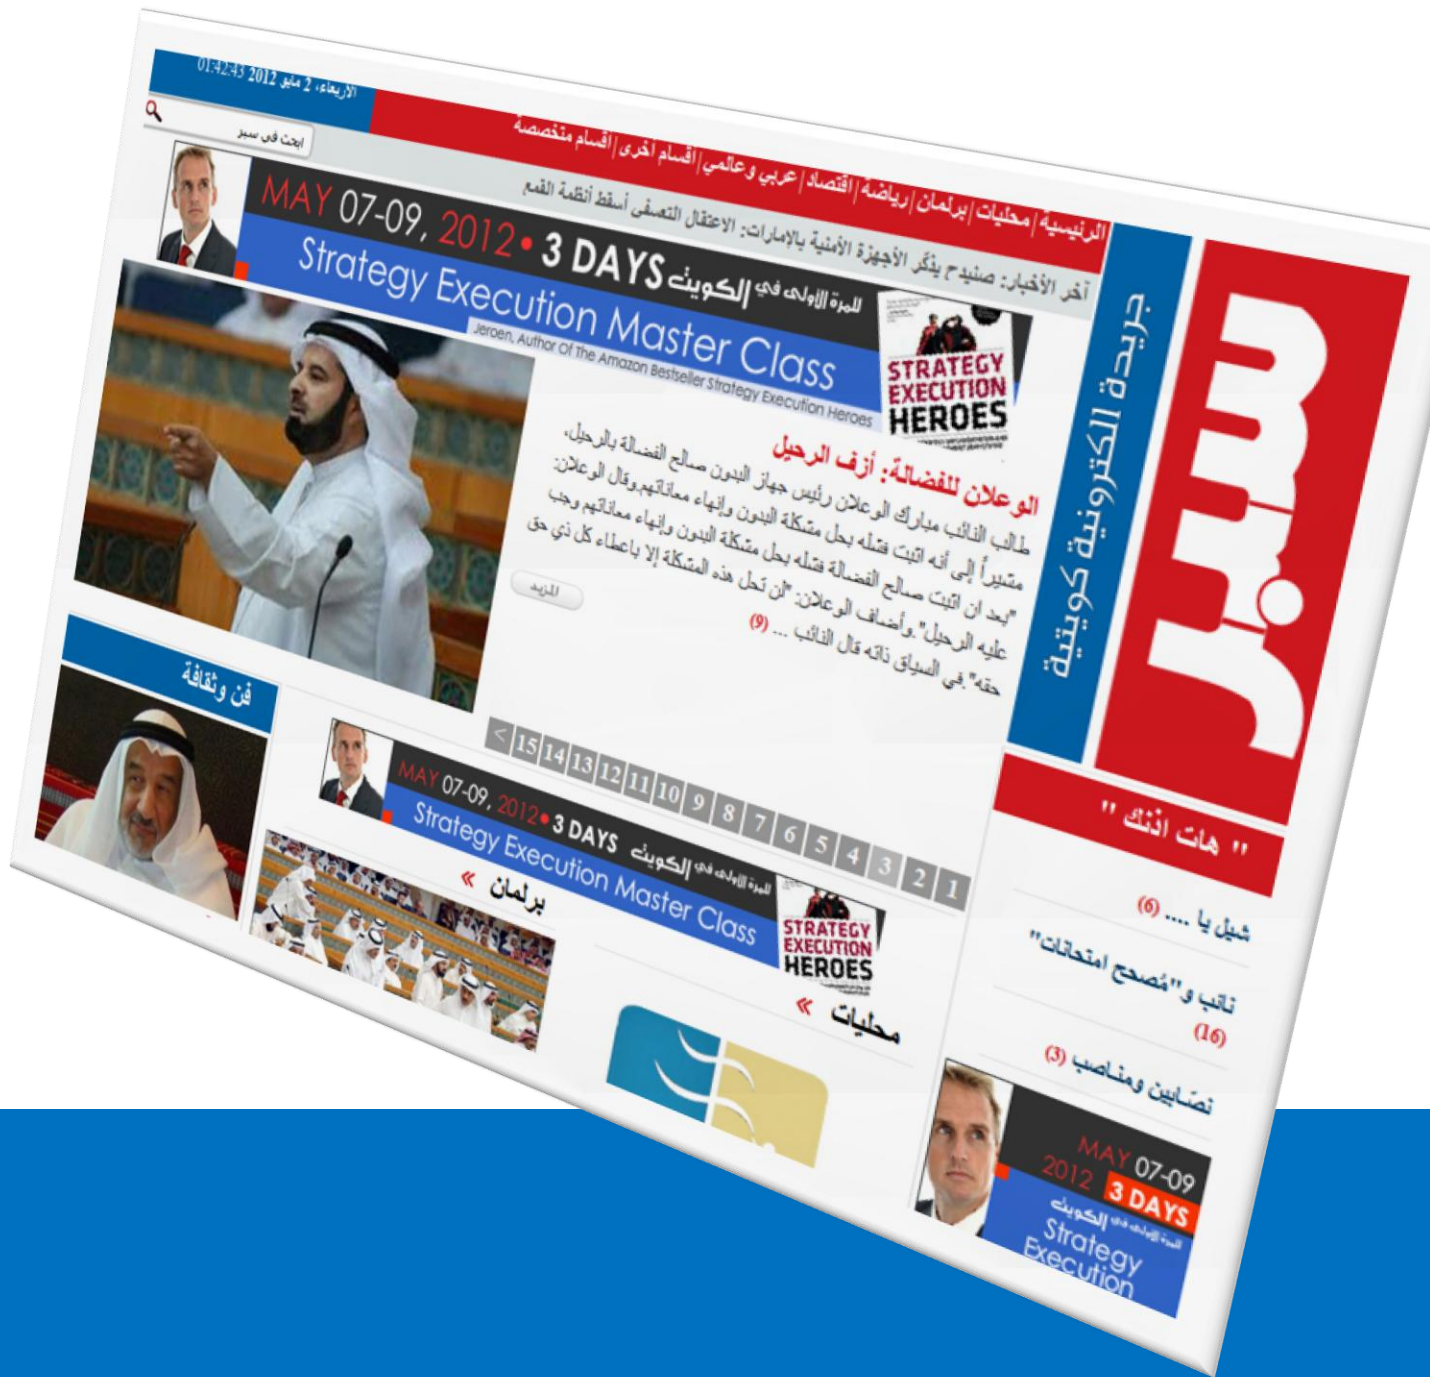 الأربعاء، 2 مايو 2012 01:42:43
الرئيسية | محليات | برلمان | رياضة | اقتصاد | عربي وعالمي | أقسام أخرى | أقسام متخصصة
ابحث في سبر
آخر الأخبار: صنيدح يذكّر الأجهزة الأمنية بالإمارات: الاعتقال التعسفي أسقط أنظمة القمع
سبر
جريدة الكترونية كويتية
MAY 07-09, 2012 • 3 DAYS للمرة الأولى في الكويت
Strategy Execution Master Class
Jeroen, Author Of The Amazon Bestseller Strategy Execution Heroes
STRATEGY
EXECUTION
HEROES
الوعلان للفضالة: أزف الرحيل
طالب النائب مبارك الوعلان رئيس جهاز البدون صالح الفضالة بالرحيل،
مشيراً إلى أنه اثبت فشله بحل مشكلة البدون وإنهاء معاناتهم.وقال الوعلان:
"بعد ان اثبت صالح الفضالة فشله بحل مشكلة البدون وإنهاء معاناتهم وجب
عليه الرحيل".وأضاف الوعلان: "لن تحل هذه المشكلة إلا باعطاء كل ذي حق
حقه".في السياق ذاته قال النائب ... (9)
المزيد
1 2 3 4 5 6 7 8 9 10 11 12 13 14 15 >
" هات اذنك "
شيل يا .... (6)
نائب و"مُصحح امتحانات"
(16)
نصّابين ومناصب (3)
MAY 07-09
2012 3 DAYS
للمرة الأولى في الكويت
Strategy
Execution
MAY 07-09, 2012 • 3 DAYS للمرة الأولى في الكويت
Strategy Execution Master Class
STRATEGY
EXECUTION
HEROES
محليات »
برلمان »
فن وثقافة